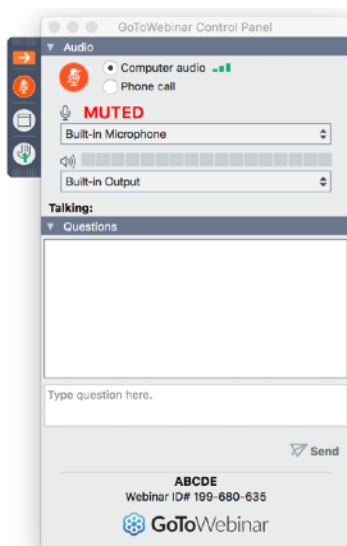 GoToWebinar Control Panel
Audio
Computer audio
Phone call
MUTED
Built-in Microphone
Built-in Output
Talking:
Questions
Type question here.
Send
ABCDE
Webinar ID# 199-680-635
GoToWebinar